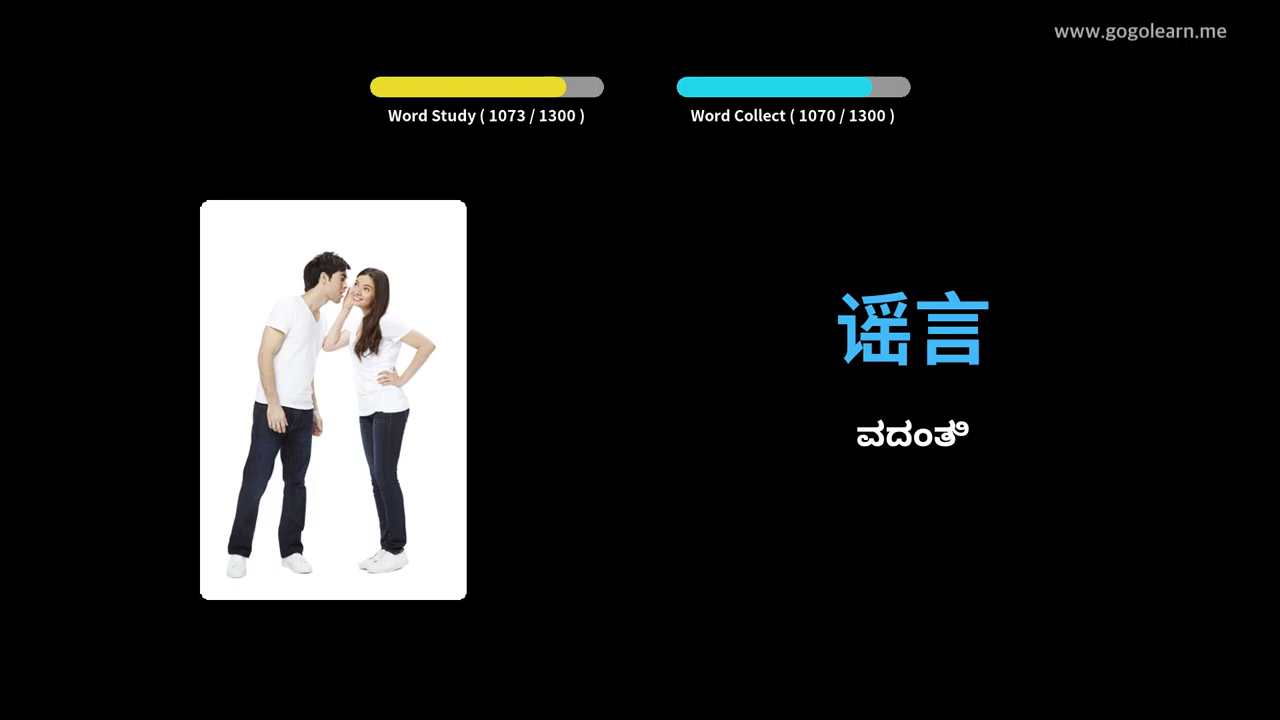 www.gogolearn.me
Word Study ( 1073 / 1300 )
Word Collect ( 1070 / 1300 )
谣言
ವದಂತಿ